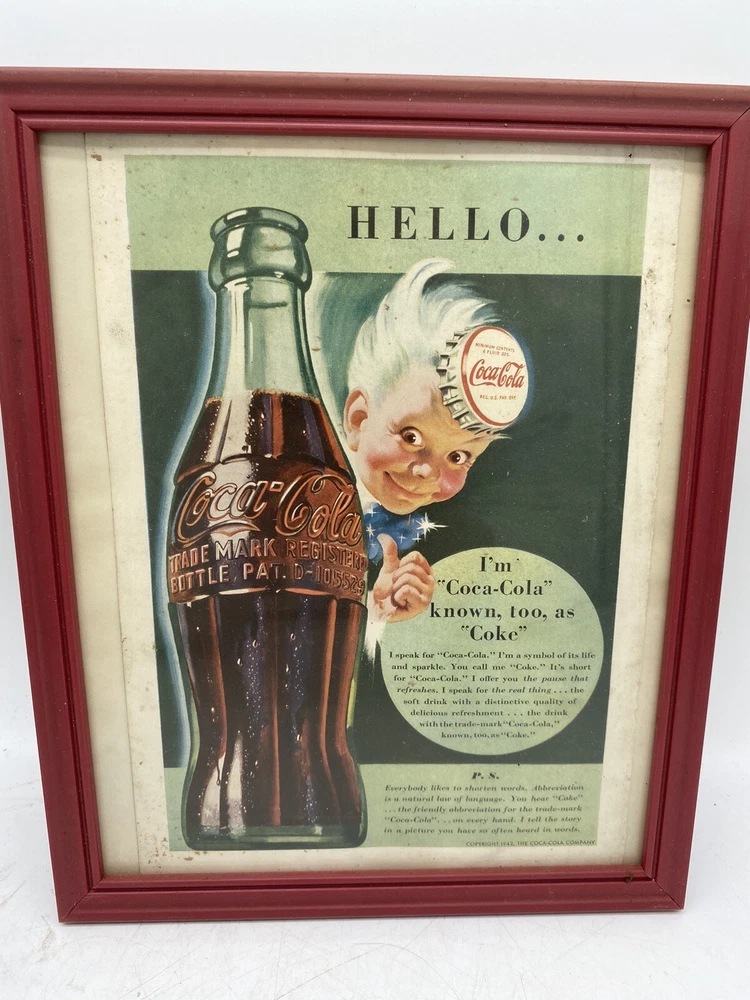 HELLO...
MINIMUM CONTENTS
6 FLUID OZS.
Coca-Cola
REG. U.S. PAT. OFF.
Coca-Cola
TRADE MARK REGISTERED
BOTTLE PAT. D-105529
I'm
"Coca-Cola"
known, too, as
"Coke"
I speak for "Coca-Cola." I'm a symbol of its life
and sparkle. You call me "Coke." It's short
for "Coca-Cola." I offer you the pause that
refreshes. I speak for the real thing . . . the
soft drink with a distinctive quality of
delicious refreshment . . . the drink
with the trade-mark "Coca-Cola,"
known, too, as "Coke."
P. S.
Everybody likes to shorten words. Abbreviation
is a natural law of language. You hear "Coke"
. . . the friendly abbreviation for the trade-mark
"Coca-Cola" . . . on every hand. I tell the story
in a picture you have so often heard in words.
COPYRIGHT 1942, THE COCA-COLA COMPANY